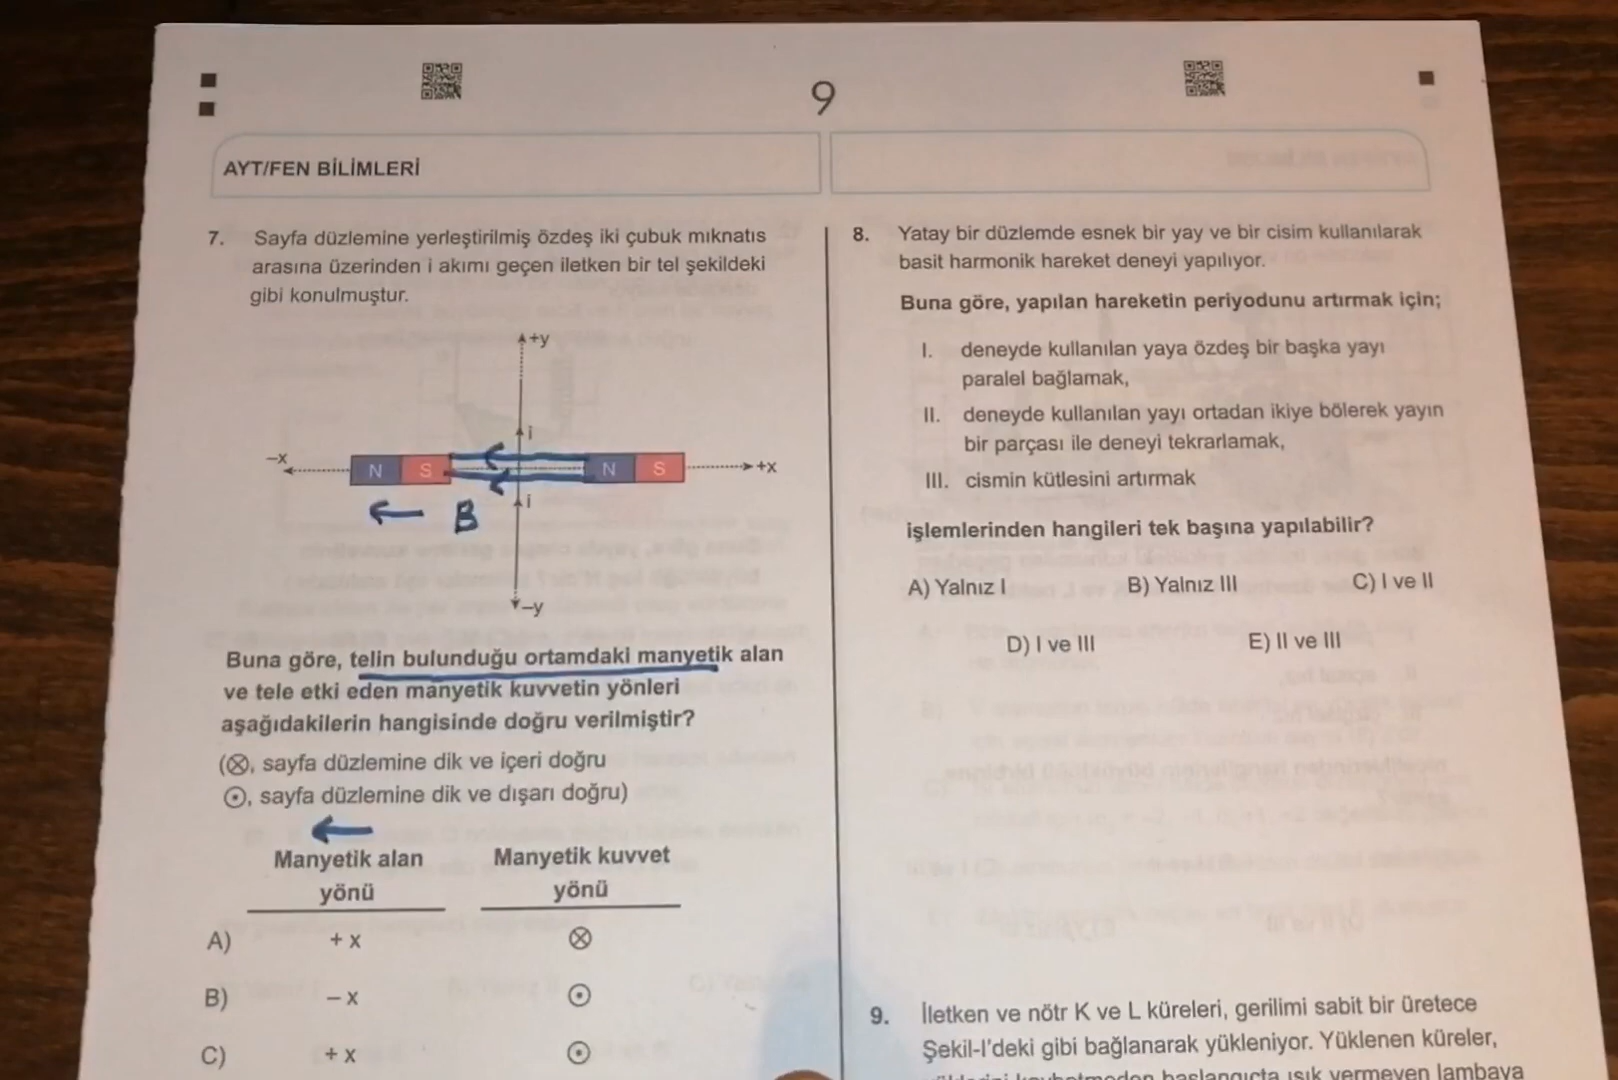 9
AYT/FEN BİLİMLERİ
7. Sayfa düzlemine yerleştirilmiş özdeş iki çubuk mıknatıs
arasına üzerinden i akımı geçen iletken bir tel şekildeki
gibi konulmuştur.
+y
i
-x N S N S +x
B i
-y
Buna göre, telin bulunduğu ortamdaki manyetik alan
ve tele etki eden manyetik kuvvetin yönleri
aşağıdakilerin hangisinde doğru verilmiştir?
(⊗, sayfa düzlemine dik ve içeri doğru
⊙, sayfa düzlemine dik ve dışarı doğru)
Manyetik alan Manyetik kuvvet
yönü yönü
A) + x ⊗
B) – x ⊙
C) + x ⊙
8. Yatay bir düzlemde esnek bir yay ve bir cisim kullanılarak
basit harmonik hareket deneyi yapılıyor.
Buna göre, yapılan hareketin periyodunu artırmak için;
I. deneyde kullanılan yaya özdeş bir başka yayı
paralel bağlamak,
II. deneyde kullanılan yayı ortadan ikiye bölerek yayın
bir parçası ile deneyi tekrarlamak,
III. cismin kütlesini artırmak
işlemlerinden hangileri tek başına yapılabilir?
A) Yalnız I B) Yalnız III C) I ve II
D) I ve III E) II ve III
9. İletken ve nötr K ve L küreleri, gerilimi sabit bir üretece
Şekil-I'deki gibi bağlanarak yükleniyor. Yüklenen küreler,
başlangıçta ışık vermeyen lambaya